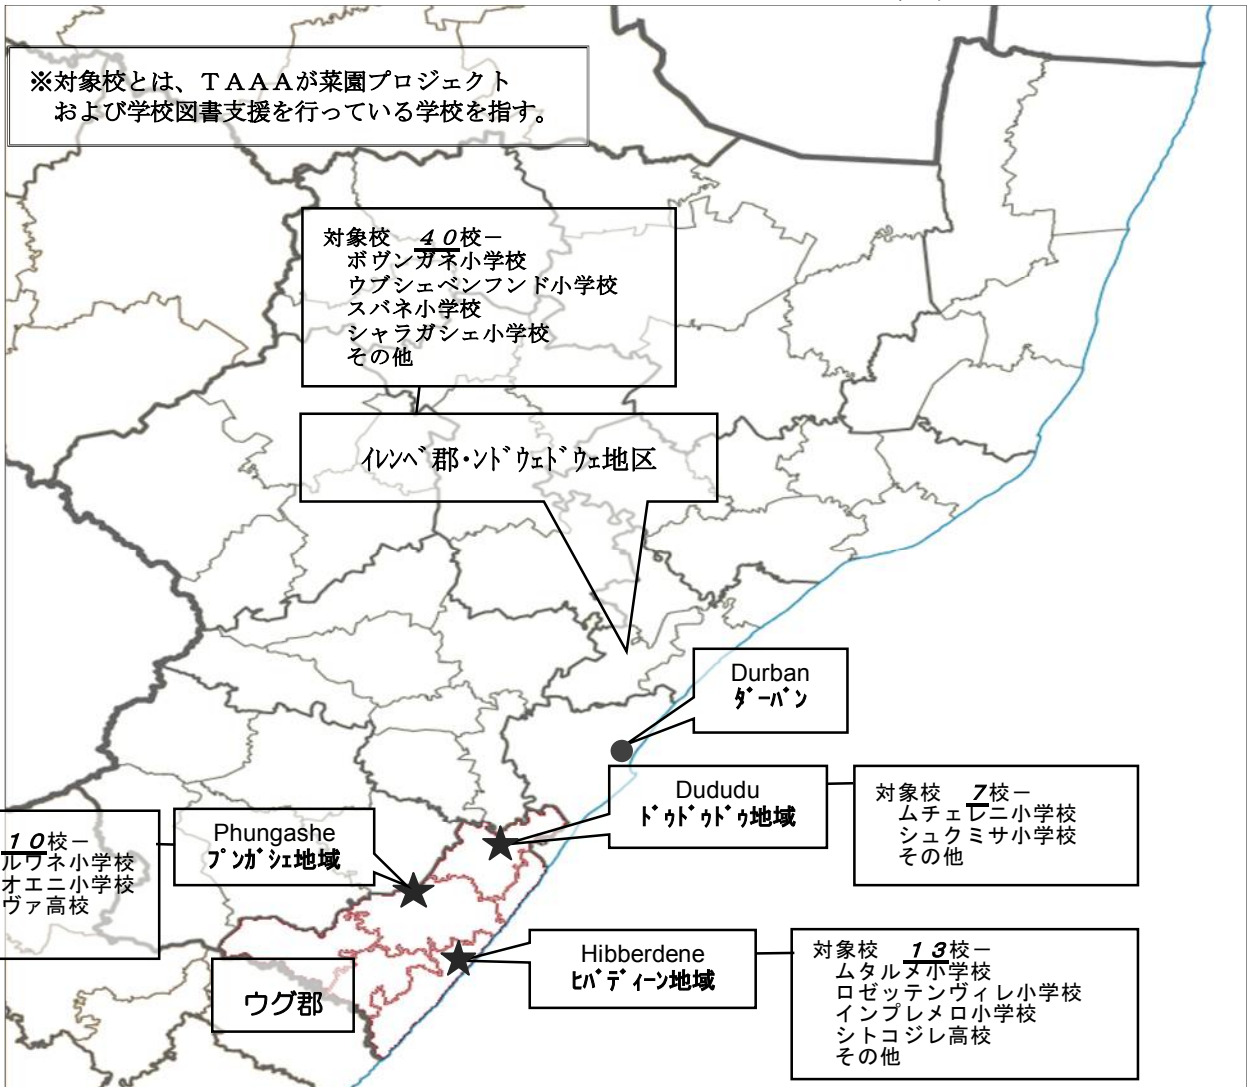 ※対象校とは、TAAAが菜園プロジェクト
および学校図書支援を行っている学校を指す。
対象校 40校－
ボヴンガネ小学校
ウブシェベンフンド小学校
スバネ小学校
シャラガシェ小学校
その他
イレンベ郡・ンドウェドウェ地区
Durban
ダーバン
Dududu
ドゥドゥドゥ地域
対象校 7校－
ムチェレニ小学校
シュクミサ小学校
その他
10校－
ルウネ小学校
オエニ小学校
ヴァ高校
Phungashe
プンガシェ地域
Hibberdene
ヒバディーン地域
対象校 13校－
ムタルメ小学校
ロゼッテンヴィレ小学校
インプレメロ小学校
シトコジレ高校
その他
ウグ郡